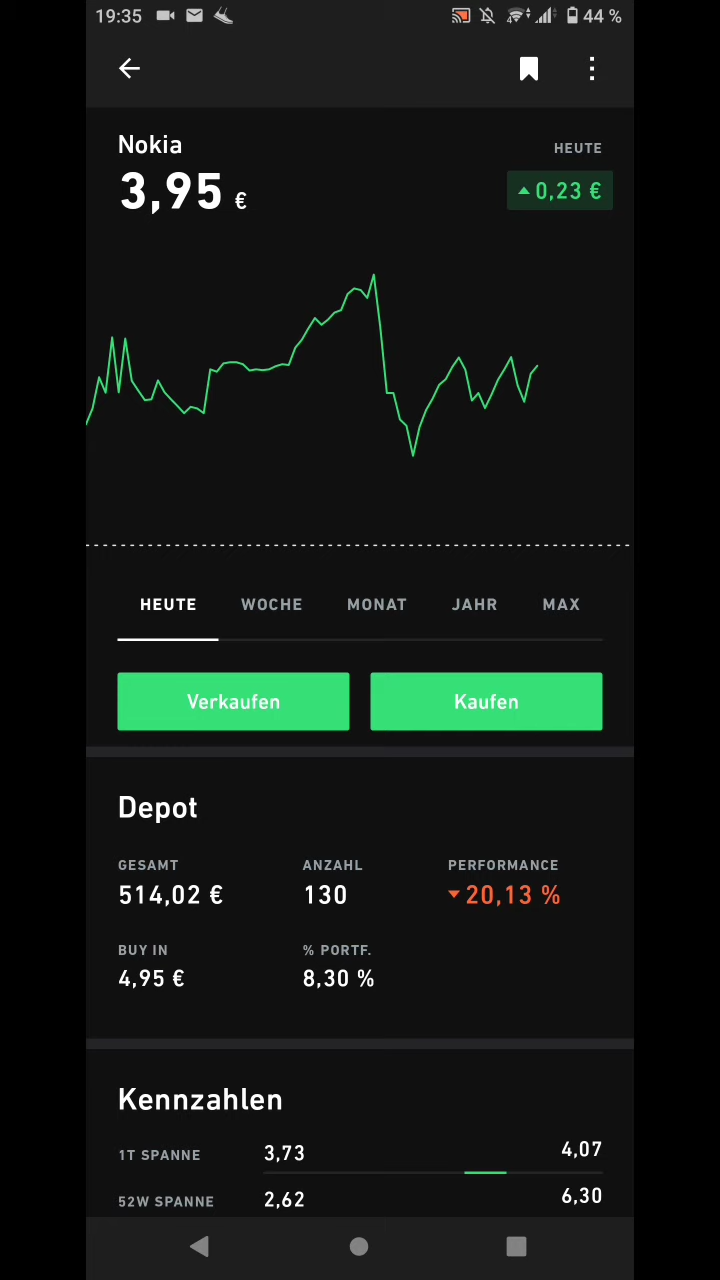 19:35 44 %
Nokia HEUTE
3,95 € 0,23 €
HEUTE WOCHE MONAT JAHR MAX
Verkaufen Kaufen
Depot
GESAMT ANZAHL PERFORMANCE
514,02 € 130 20,13 %
BUY IN % PORTF.
4,95 € 8,30 %
Kennzahlen
1T SPANNE 3,73 4,07
52W SPANNE 2,62 6,30